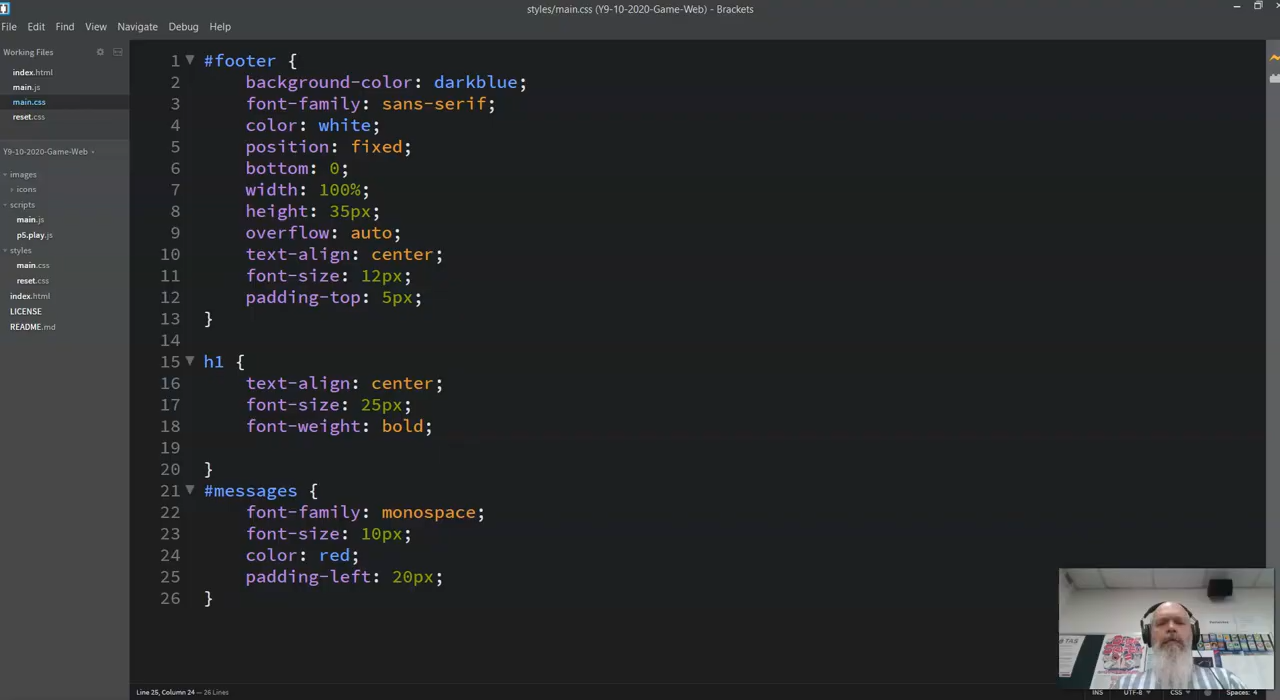 styles/main.css (Y9-10-2020-Game-Web) - Brackets
File Edit Find View Navigate Debug Help
Working Files
index.html
main.js
main.css
reset.css
Y9-10-2020-Game-Web
images
icons
scripts
main.js
p5.play.js
styles
main.css
reset.css
index.html
LICENSE
README.md
1 #footer {
2 background-color: darkblue;
3 font-family: sans-serif;
4 color: white;
5 position: fixed;
6 bottom: 0;
7 width: 100%;
8 height: 35px;
9 overflow: auto;
10 text-align: center;
11 font-size: 12px;
12 padding-top: 5px;
13 }
14
15 h1 {
16 text-align: center;
17 font-size: 25px;
18 font-weight: bold;
19
20 }
21 #messages {
22 font-family: monospace;
23 font-size: 10px;
24 color: red;
25 padding-left: 20px;
26 }
Line 25, Column 24 — 26 Lines
INS UTF-8 CSS Spaces: 4